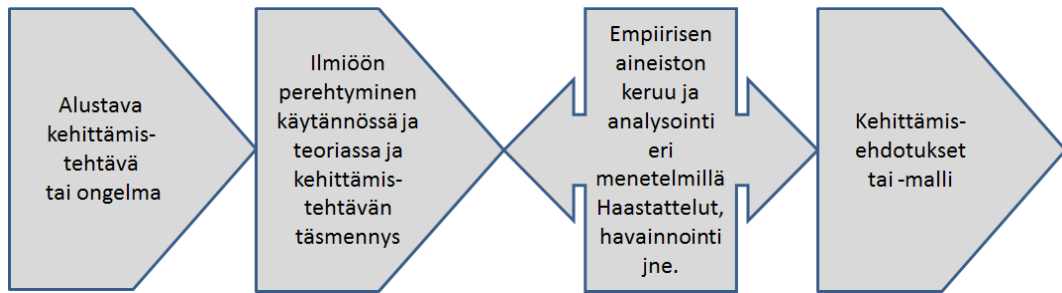 Alustava
kehittämis-
tehtävä
tai ongelma
Ilmiöön
perehtyminen
käytännössä ja
teoriassa ja
kehittämis-
tehtävän
täsmennys
Empiirisen
aineiston
keruu ja
analysointi
eri
menetelmillä
Haastattelut,
havainnointi
jne.
Kehittämis-
ehdotukset
tai -malli